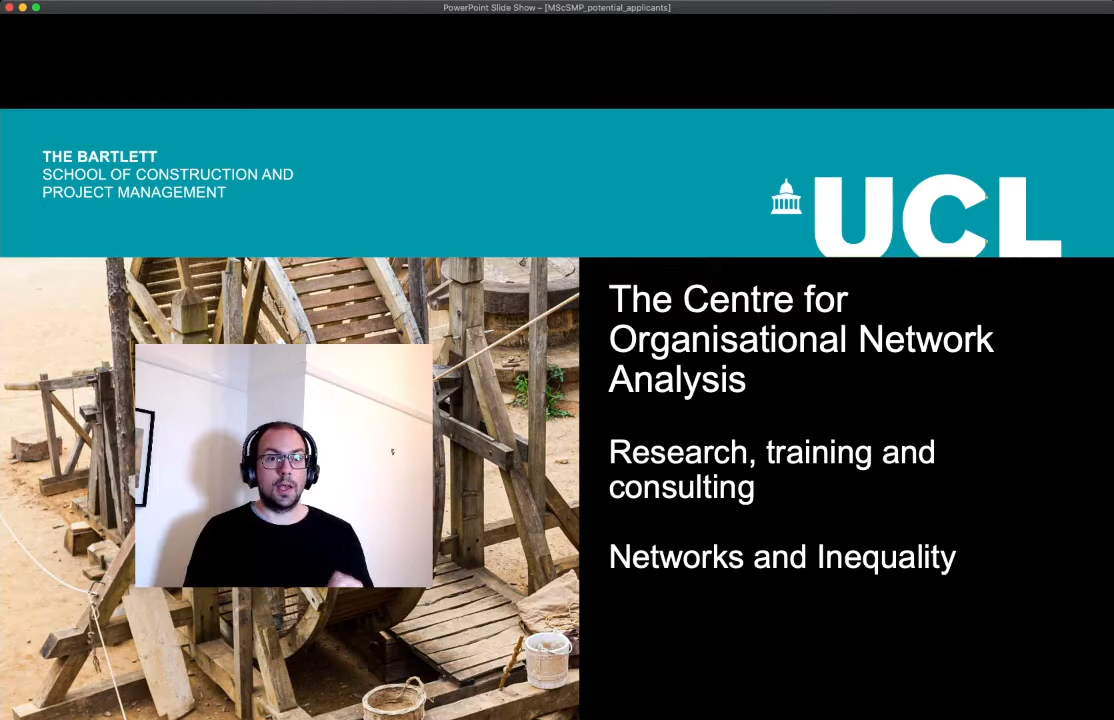 PowerPoint Slide Show – [MScSMP_potential_applicants]
THE BARTLETT
SCHOOL OF CONSTRUCTION AND
PROJECT MANAGEMENT
UCL
The Centre for
Organisational Network
Analysis
Research, training and
consulting
Networks and Inequality